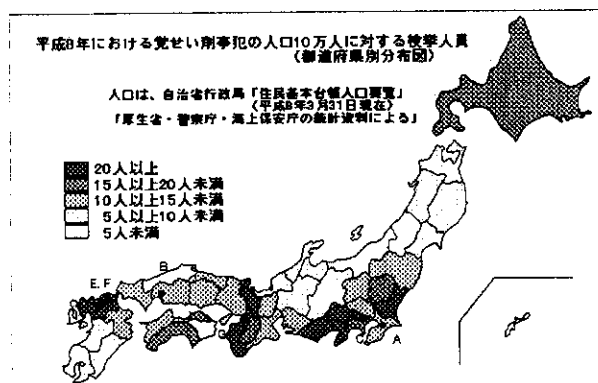 平成8年における覚せい剤事犯の人口10万人に対する検挙人員
(都道府県別分布図)
人口は、自治省行政局「住民基本台帳人口要覧」
(平成8年3月31日現在)
「厚生省・警察庁・海上保安庁の統計資料による」
20人以上
15人以上20人未満
10人以上15人未満
5人以上10人未満
5人未満
B
E.F
A